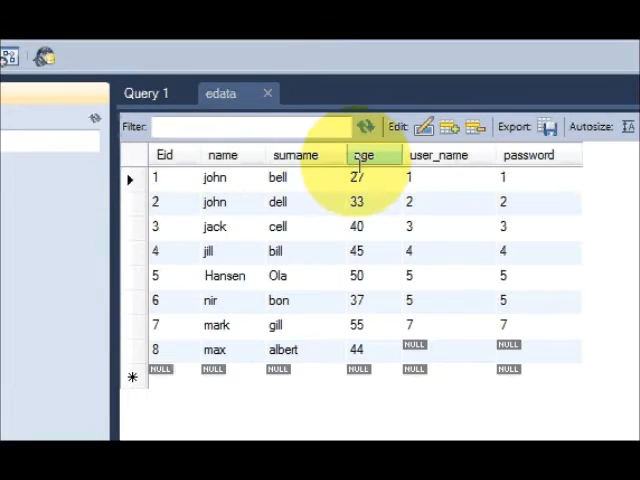 Query 1 edata
Filter: Edit: Export: Autosize:
Eid name surname age user_name password
1 john bell 27 1 1
2 john dell 33 2 2
3 jack cell 40 3 3
4 jill bill 45 4 4
5 Hansen Ola 50 5 5
6 nir bon 37 5 5
7 mark gill 55 7 7
8 max albert 44 NULL NULL
NULL NULL NULL NULL NULL NULL